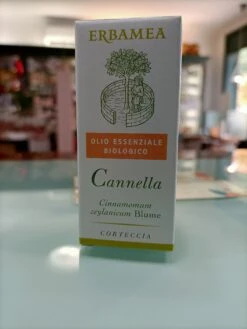 ERBAMEA
OLIO ESSENZIALE
BIOLOGICO
Cannella
Cinnamomum
zeylanicum Blume
CORTECCIA